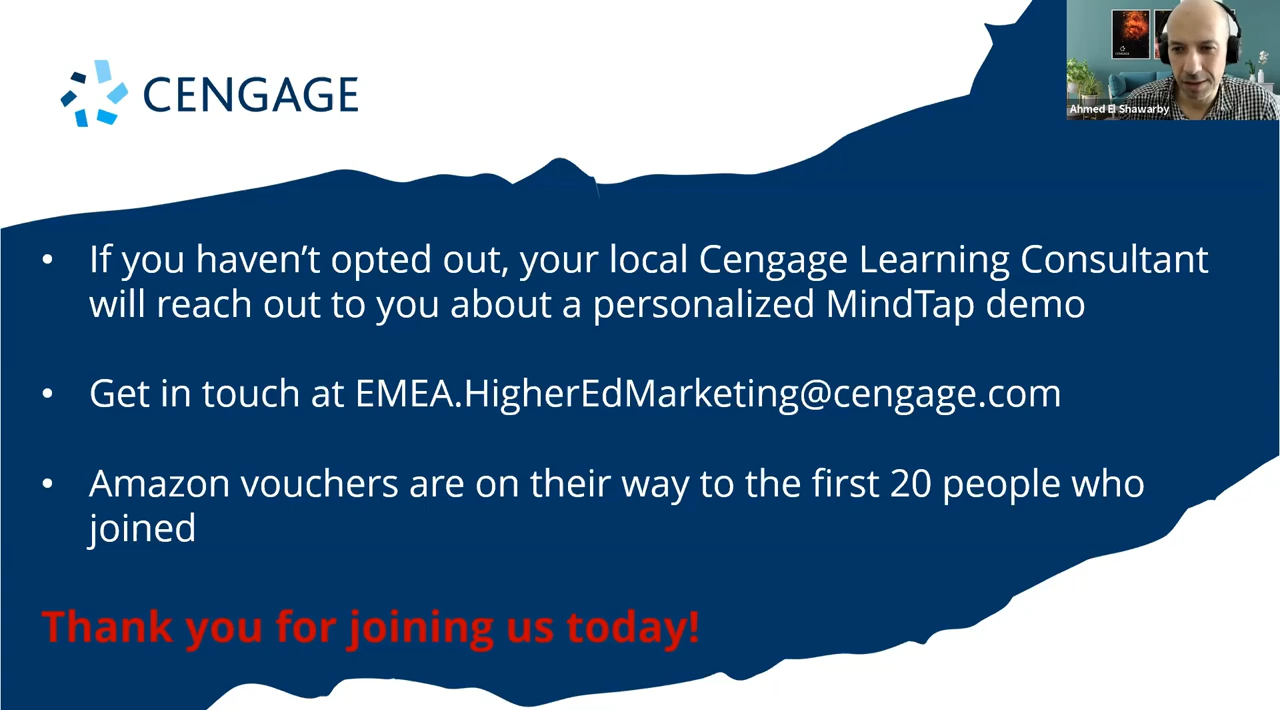 CENGAGE
Ahmed El Shawarby
• If you haven’t opted out, your local Cengage Learning Consultant
will reach out to you about a personalized MindTap demo
• Get in touch at EMEA.HigherEdMarketing@cengage.com
• Amazon vouchers are on their way to the first 20 people who
joined
Thank you for joining us today!